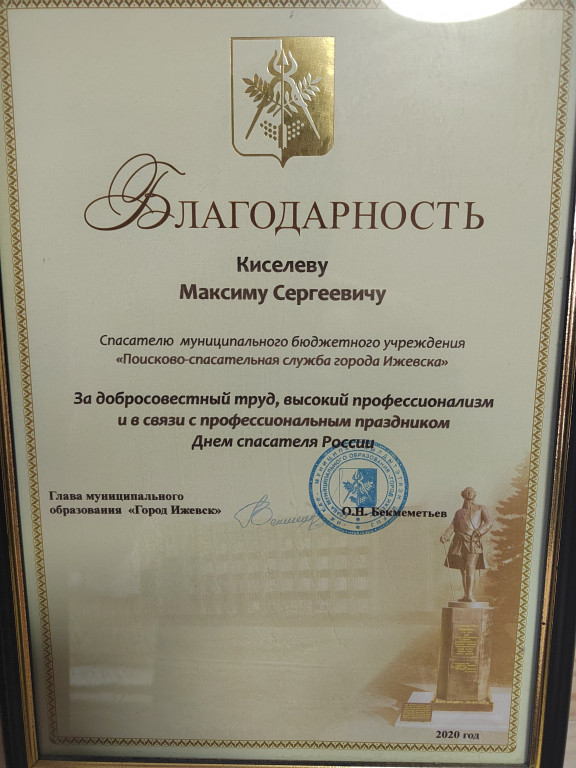 Благодарность
Киселеву
Максиму Сергеевичу
Спасателю муниципального бюджетного учреждения
«Поисково-спасательная служба города Ижевска»
За добросовестный труд, высокий профессионализм
и в связи с профессиональным праздником
Днем спасателя России
Глава муниципального
образования «Город Ижевск»
О.Н. Бекмеметьев
2020 год